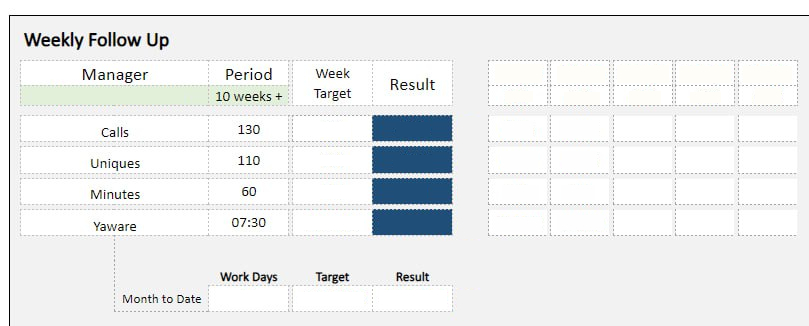 Weekly Follow Up
Manager Period Week Target Result
10 weeks +
Calls 130
Uniques 110
Minutes 60
Yaware 07:30
Work Days Target Result
Month to Date